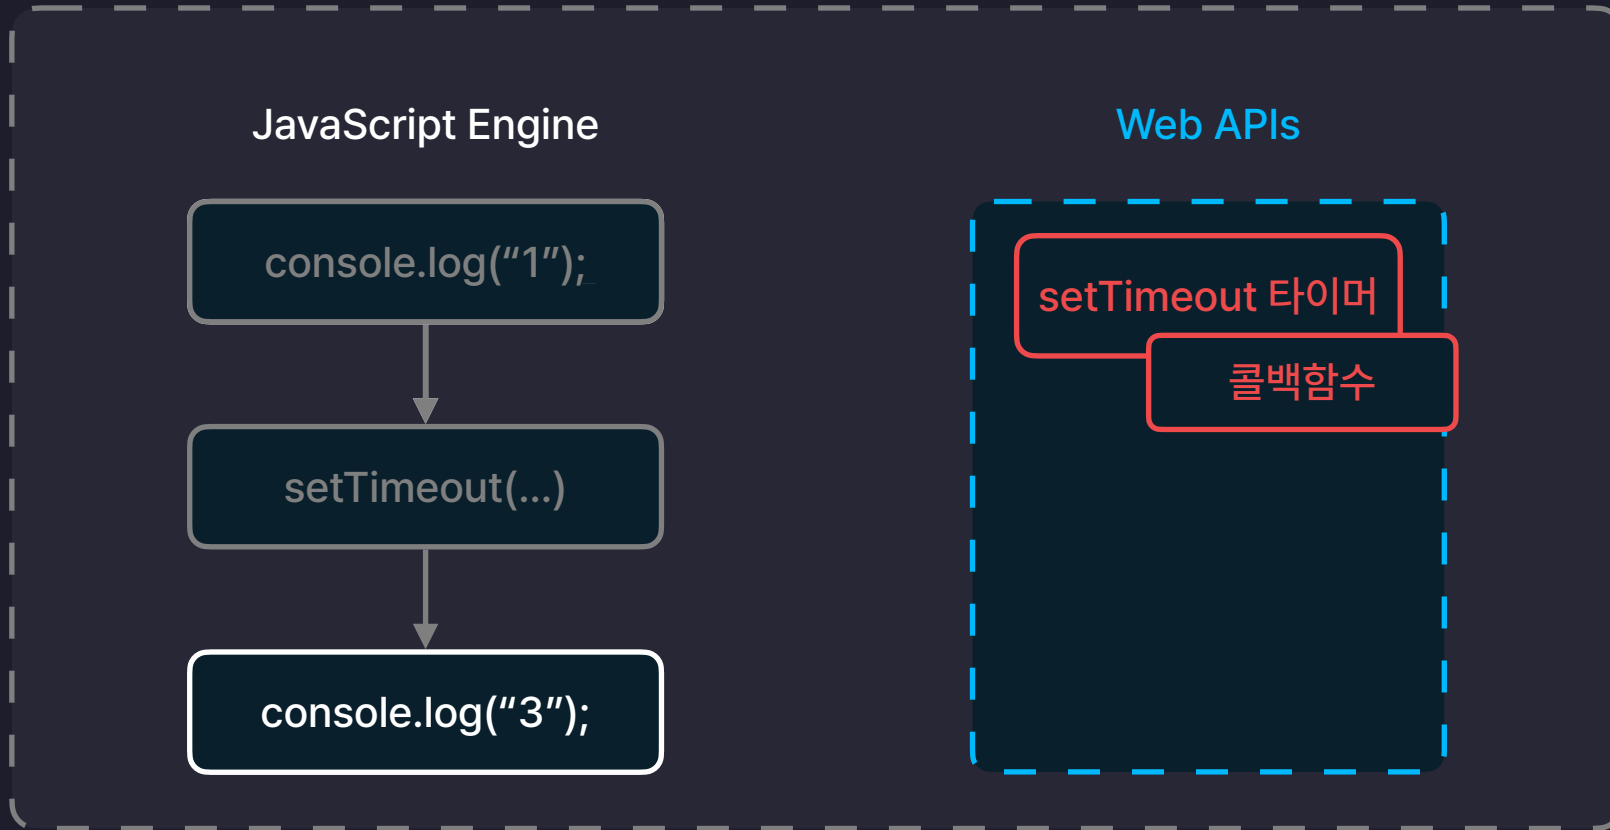 JavaScript Engine
console.log(“1”);
setTimeout(...)
console.log(“3”);
Web APIs
setTimeout 타이머
콜백함수